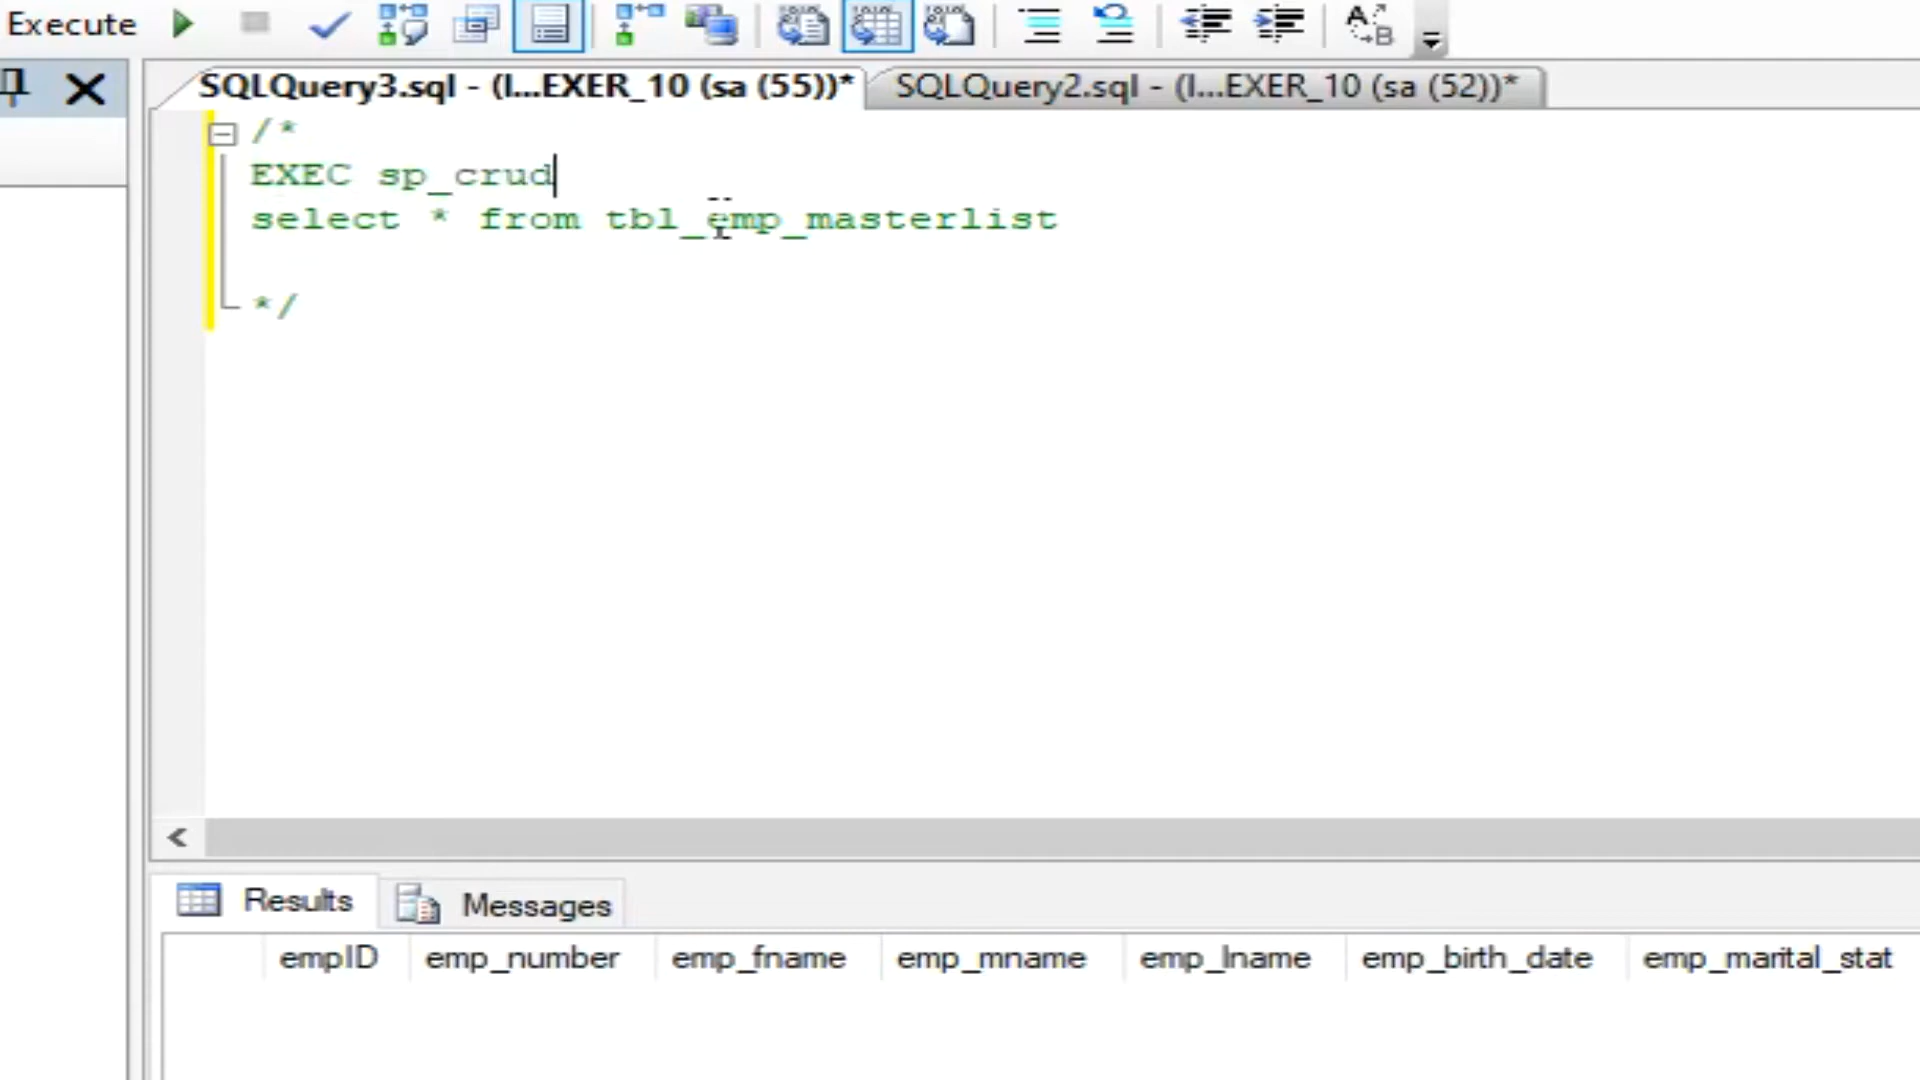 Execute
SQLQuery3.sql - (l...EXER_10 (sa (55))* SQLQuery2.sql - (l...EXER_10 (sa (52))*
/*
EXEC sp_crud
select * from tbl_emp_masterlist
*/
Results Messages
empID emp_number emp_fname emp_mname emp_lname emp_birth_date emp_marital_stat